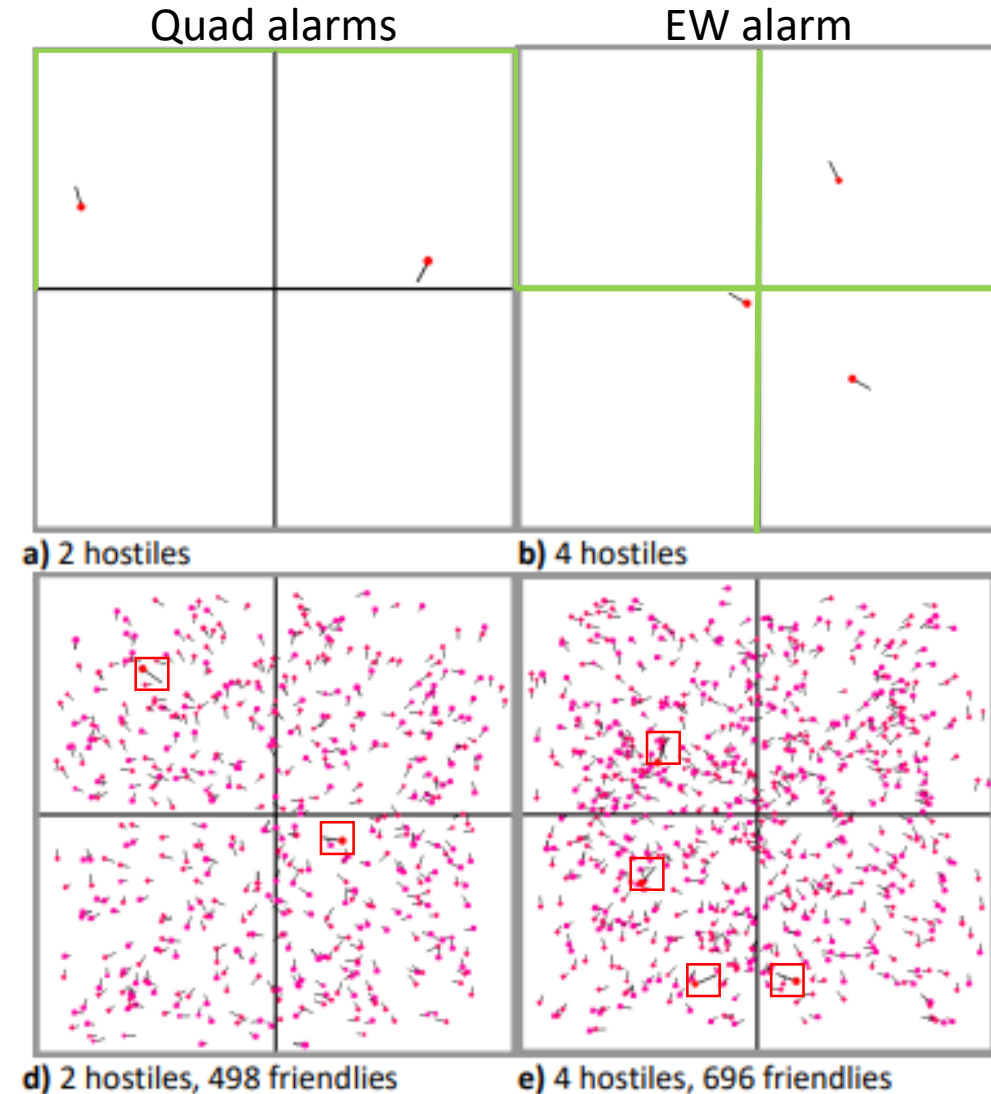 Quad alarms
EW alarm
a) 2 hostiles
b) 4 hostiles
d) 2 hostiles, 498 friendlies
e) 4 hostiles, 696 friendlies